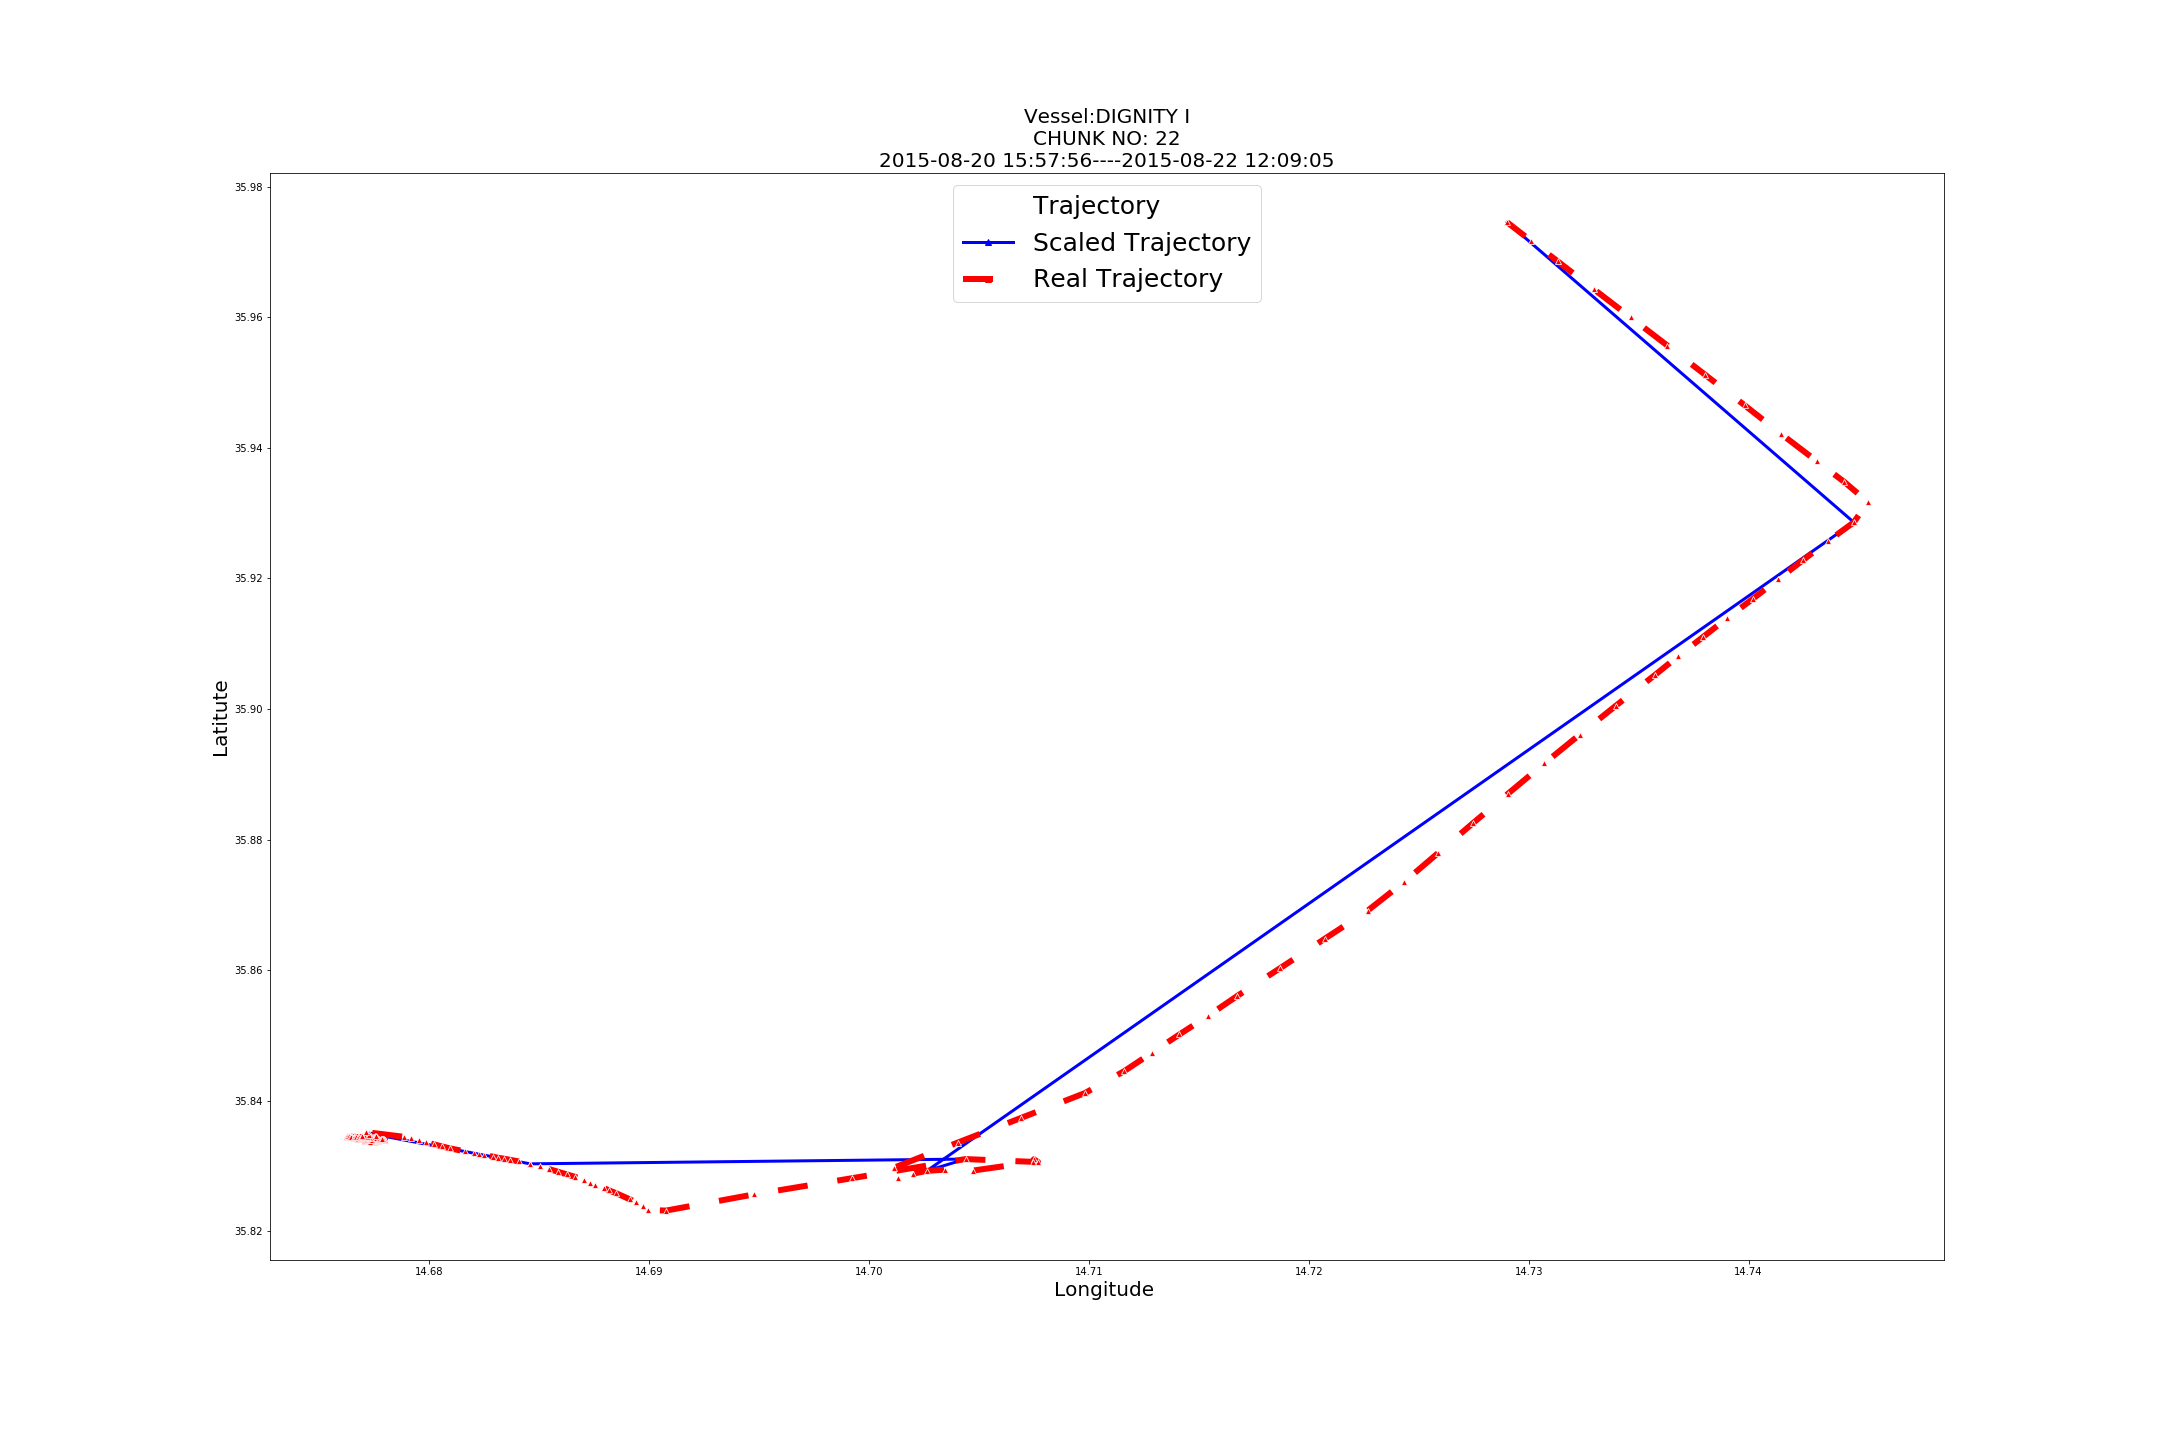 Vessel:DIGNITY I
CHUNK NO: 22
2015-08-20 15:57:56----2015-08-22 12:09:05
Trajectory
Scaled Trajectory
Real Trajectory
35.98
35.96
35.94
35.92
35.90
35.88
35.86
35.84
35.82
Latitute
14.68 14.69 14.70 14.71 14.72 14.73 14.74
Longitude